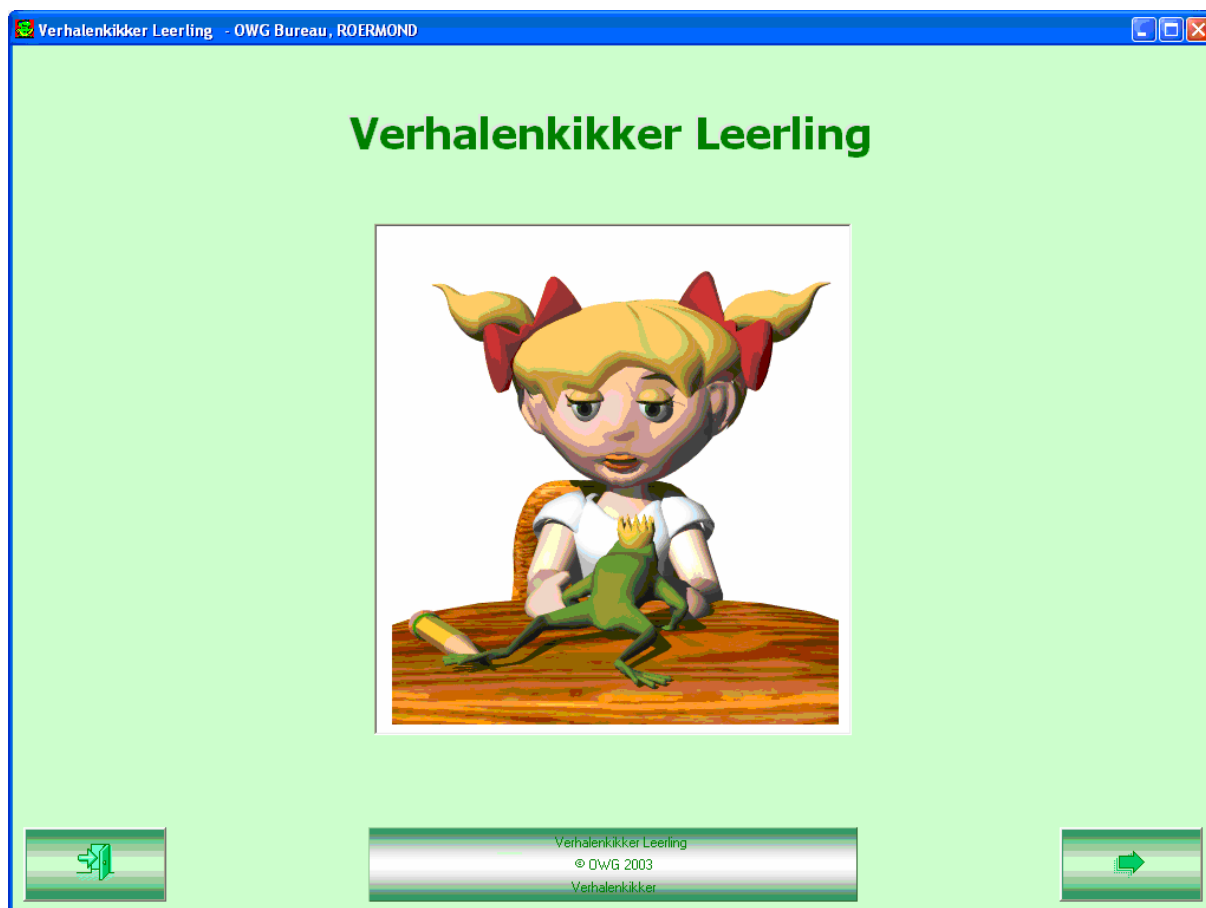 Verhalenkikker Leerling - OWG Bureau, ROERMOND
Verhalenkikker Leerling
Verhalenkikker Leerling
© OWG 2003
Verhalenkikker